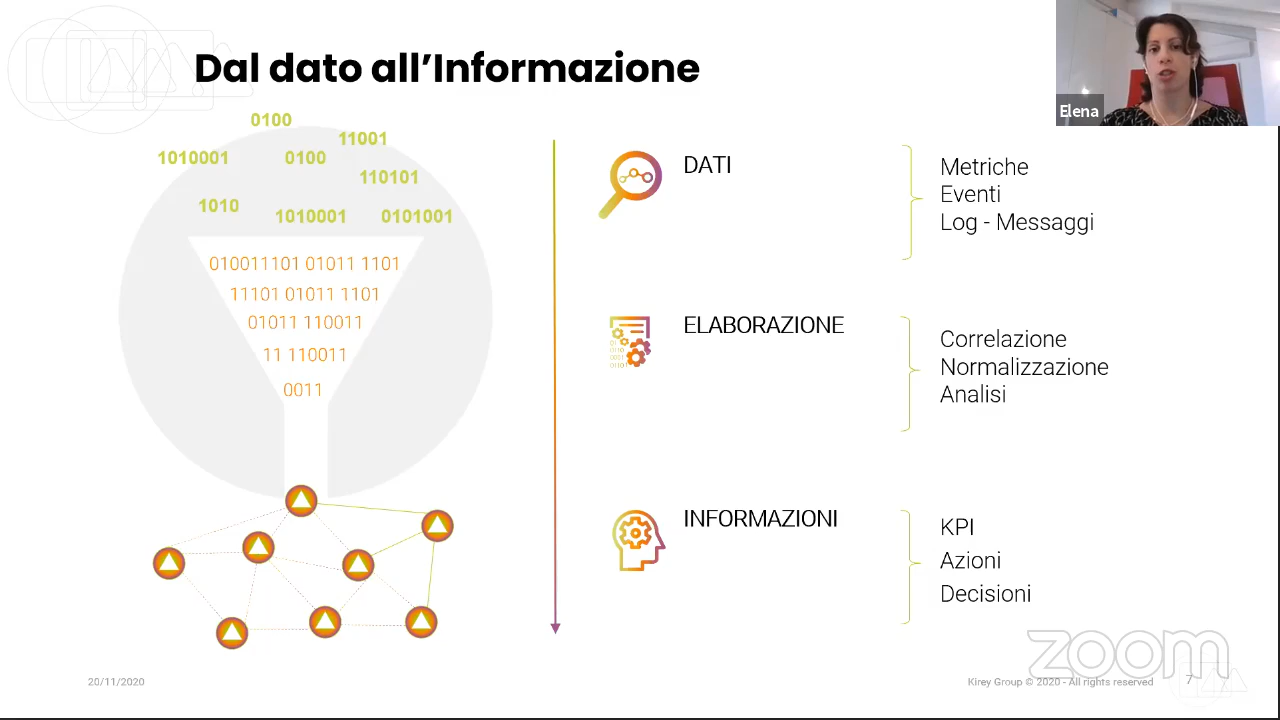 Dal dato all’Informazione
Elena
0100
11001
1010001
0100
110101
1010
1010001
0101001
010011101 01011 1101
11101 01011 1101
01011 110011
11 110011
0011
DATI
Metriche
Eventi
Log - Messaggi
ELABORAZIONE
Correlazione
Normalizzazione
Analisi
INFORMAZIONI
KPI
Azioni
Decisioni
zoom
20/11/2020
Kirey Group © 2020 - All rights reserved
7